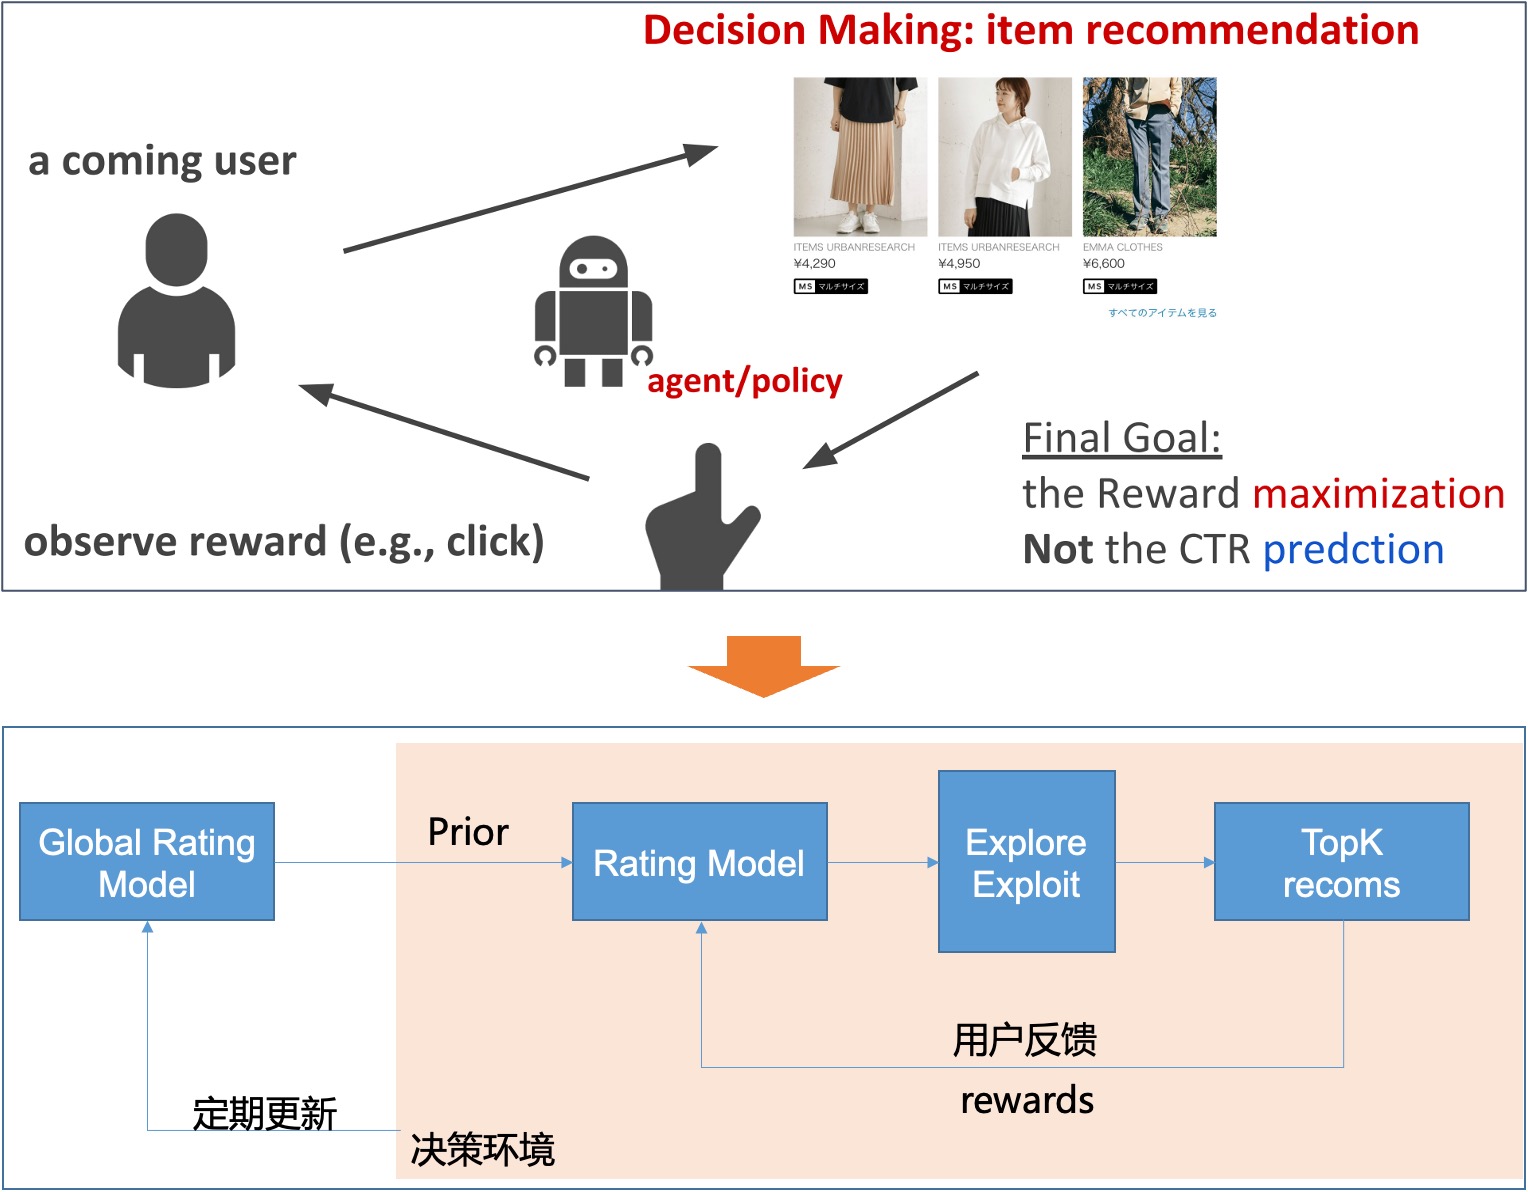 Decision Making: item recommendation
a coming user
ITEMS URBANRESEARCH
¥4,290
MS マルチサイズ
ITEMS URBANRESEARCH
¥4,950
MS マルチサイズ
EMMA CLOTHES
¥6,600
MS マルチサイズ
すべてのアイテムを見る
agent/policy
observe reward (e.g., click)
Final Goal:
the Reward maximization
Not the CTR predction
Global Rating
Model
Prior
Rating Model
Explore
Exploit
TopK
recoms
用户反馈
rewards
定期更新
决策环境